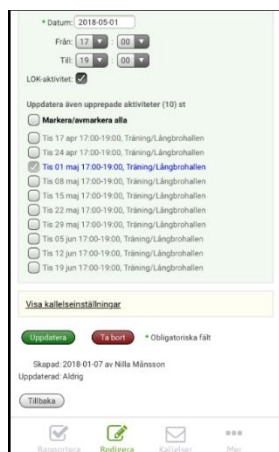 * Datum: 2018-05-01
Från: 17 : 00
Till: 19 : 00
LOK-aktivitet:
Uppdatera även upprepade aktiviteter (10) st
Markera/avmarkera alla
Tis 17 apr 17:00-19:00, Träning/Långbrohallen
Tis 24 apr 17:00-19:00, Träning/Långbrohallen
Tis 01 maj 17:00-19:00, Träning/Långbrohallen
Tis 08 maj 17:00-19:00, Träning/Långbrohallen
Tis 15 maj 17:00-19:00, Träning/Långbrohallen
Tis 22 maj 17:00-19:00, Träning/Långbrohallen
Tis 29 maj 17:00-19:00, Träning/Långbrohallen
Tis 05 jun 17:00-19:00, Träning/Långbrohallen
Tis 12 jun 17:00-19:00, Träning/Långbrohallen
Tis 19 jun 17:00-19:00, Träning/Långbrohallen
Visa kallelseinställningar
Uppdatera Ta bort * Obligatoriska fält
Skapad: 2018-01-07 av Nilla Månsson
Uppdaterad: Aldrig
Tillbaka
Rapportera Redigera Kallelser Mer